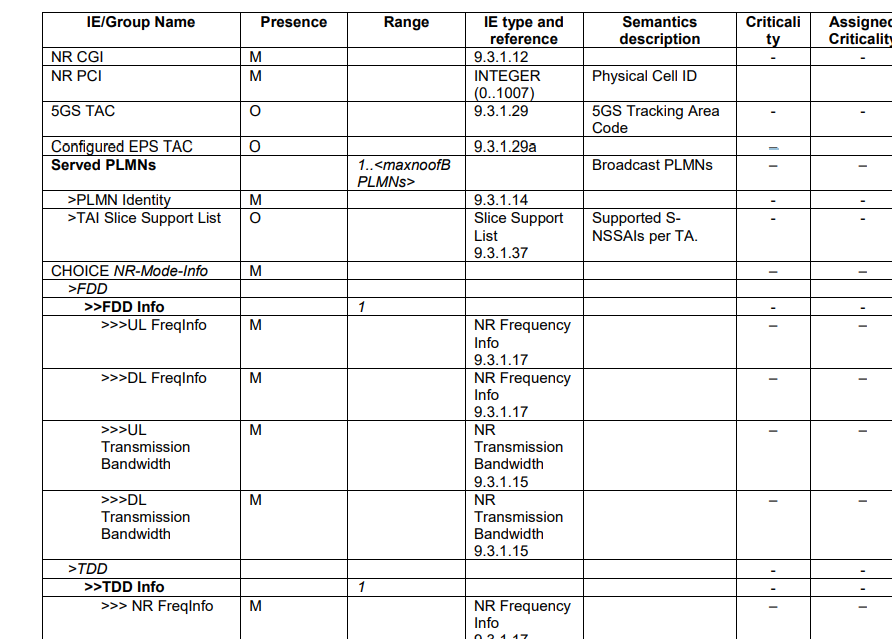 IE/Group Name Presence Range IE type and reference Semantics description Criticali ty Assigned Criticality
NR CGI M 9.3.1.12 - -
NR PCI M INTEGER (0..1007) Physical Cell ID
5GS TAC O 9.3.1.29 5GS Tracking Area Code - -
Configured EPS TAC O 9.3.1.29a –
Served PLMNs 1..<maxnoofB PLMNs> Broadcast PLMNs – –
>PLMN Identity M 9.3.1.14 - -
>TAI Slice Support List O Slice Support List 9.3.1.37 Supported S-NSSAIs per TA. - -
CHOICE NR-Mode-Info M – –
>FDD
>>FDD Info 1 - -
>>>UL FreqInfo M NR Frequency Info 9.3.1.17 – –
>>>DL FreqInfo M NR Frequency Info 9.3.1.17 – –
>>>UL Transmission Bandwidth M NR Transmission Bandwidth 9.3.1.15 – –
>>>DL Transmission Bandwidth M NR Transmission Bandwidth 9.3.1.15 – –
>TDD - -
>>TDD Info 1 - -
>>> NR FreqInfo M NR Frequency Info 9.3.1.17 – –